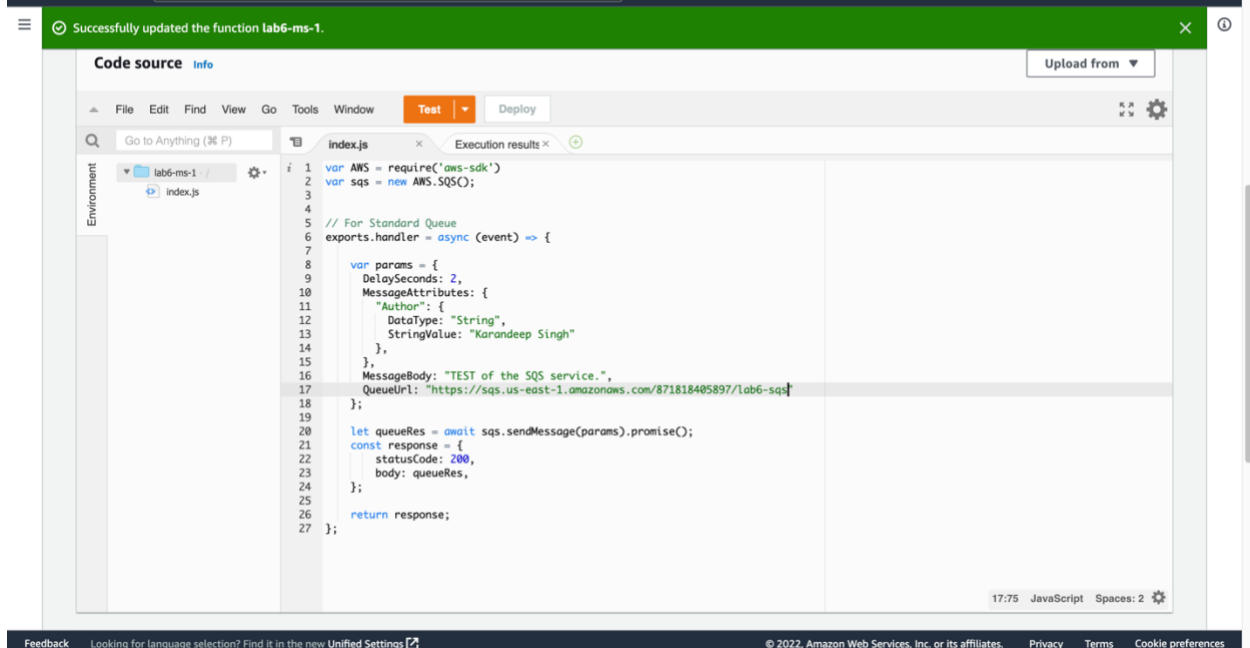 Successfully updated the function lab6-ms-1.
Code source Info
Upload from
File Edit Find View Go Tools Window Test Deploy
Go to Anything (⌘ P)
index.js
Execution results
Environment
lab6-ms-1 - /
index.js
i 1 var AWS = require('aws-sdk')
2 var sqs = new AWS.SQS();
3
4
5 // For Standard Queue
6 exports.handler = async (event) => {
7
8 var params = {
9 DelaySeconds: 2,
10 MessageAttributes: {
11 "Author": {
12 DataType: "String",
13 StringValue: "Karandeep Singh"
14 },
15 },
16 MessageBody: "TEST of the SQS service.",
17 QueueUrl: "https://sqs.us-east-1.amazonaws.com/871818405897/lab6-sqs"
18 };
19
20 let queueRes = await sqs.sendMessage(params).promise();
21 const response = {
22 statusCode: 200,
23 body: queueRes,
24 };
25
26 return response;
27 };
17:75 JavaScript Spaces: 2
Feedback Looking for language selection? Find it in the new Unified Settings © 2022, Amazon Web Services, Inc. or its affiliates. Privacy Terms Cookie preferences